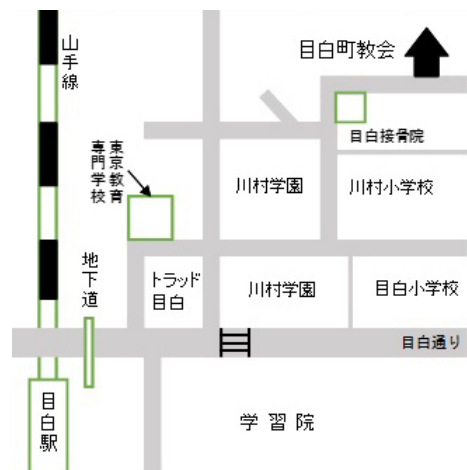 山手線
目白町教会
目白接骨院
東京教育
専門学校
川村学園
川村小学校
地下道
トラッド
目白
川村学園
目白小学校
目白通り
目白駅
学習院